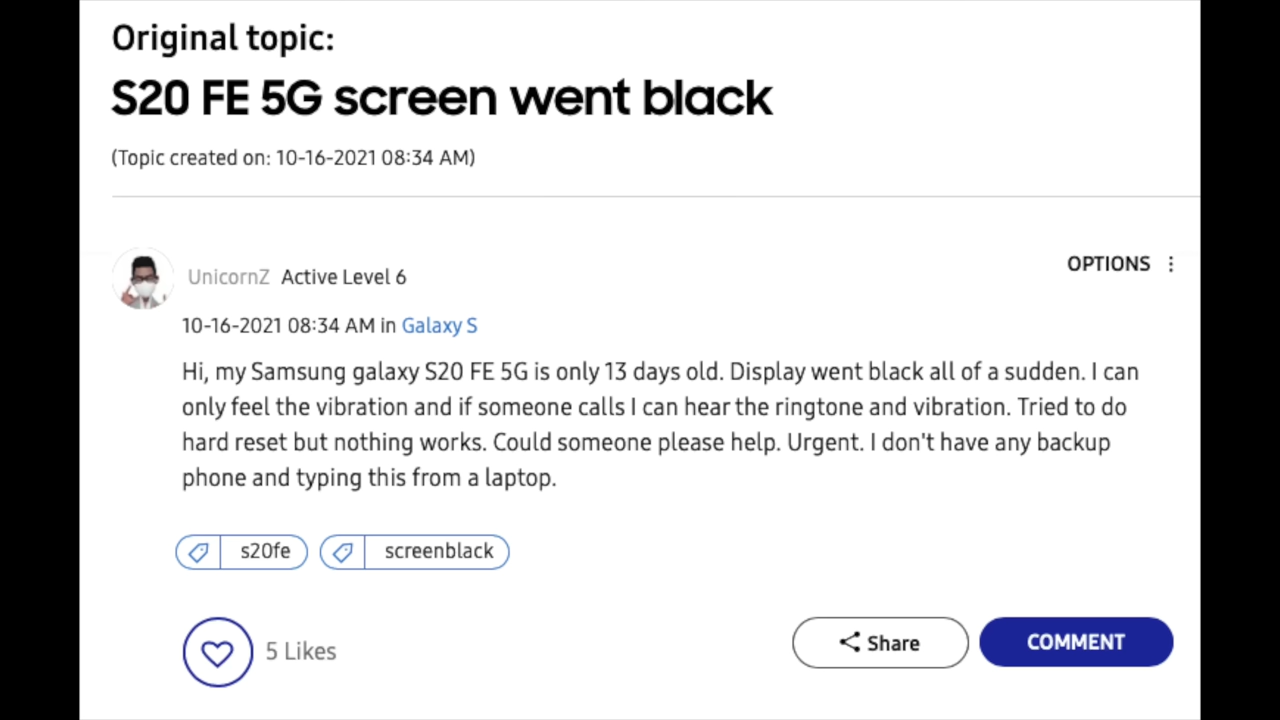 Original topic:
S20 FE 5G screen went black
(Topic created on: 10-16-2021 08:34 AM)
UnicornZ Active Level 6
OPTIONS
10-16-2021 08:34 AM in Galaxy S
Hi, my Samsung galaxy S20 FE 5G is only 13 days old. Display went black all of a sudden. I can
only feel the vibration and if someone calls I can hear the ringtone and vibration. Tried to do
hard reset but nothing works. Could someone please help. Urgent. I don't have any backup
phone and typing this from a laptop.
s20fe
screenblack
5 Likes
Share
COMMENT